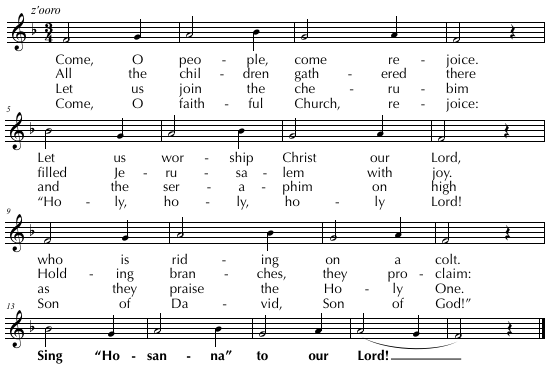 z'ooro
3
4
Come, O peo - ple, come re - joice.
All the chil - dren gath - ered there
Let us join the che - ru - bim
Come, O faith - ful Church, re - joice:
5
Let us wor - ship Christ our Lord,
filled Je - ru - sa - lem with joy.
and the ser - a - phim on high
“Ho - ly, ho - ly, ho - ly Lord!
9
who is rid - ing on a colt.
Hold - ing bran - ches, they pro - claim:
as they praise the Ho - ly One.
Son of Da - vid, Son of God!”
13
Sing “Ho - san - na” to our Lord!